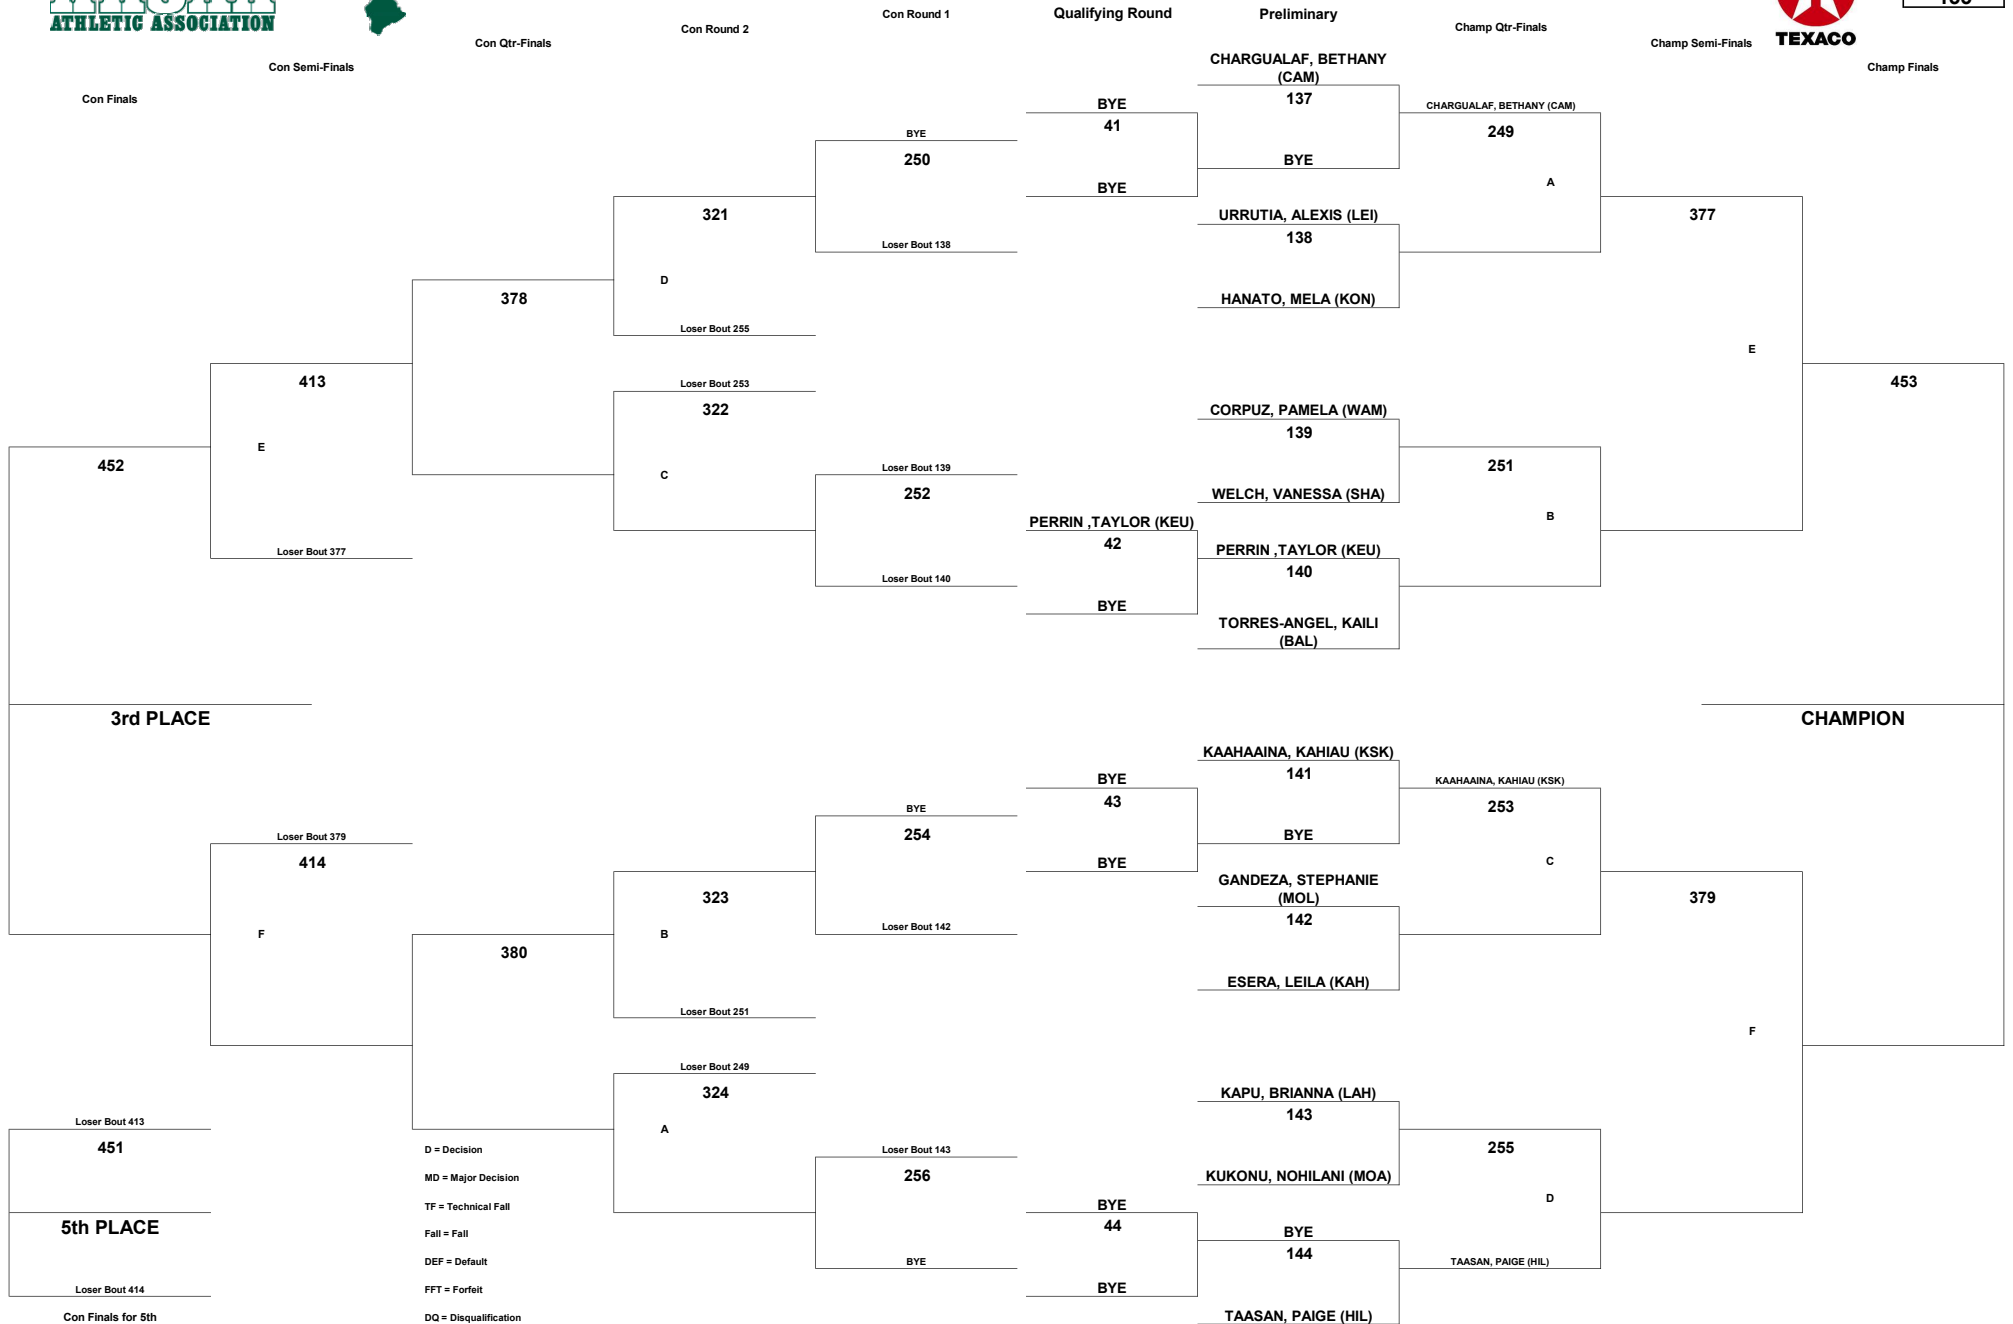 ATHLETIC ASSOCIATION
TEXACO
Con Finals
Con Semi-Finals
Con Qtr-Finals
Con Round 2
Con Round 1
Qualifying Round
Preliminary
Champ Qtr-Finals
Champ Semi-Finals
Champ Finals
CHARGUALAF, BETHANY
(CAM)
BYE
137
CHARGUALAF, BETHANY (CAM)
41
249
BYE
250
BYE
BYE
A
321
URRUTIA, ALEXIS (LEI)
377
138
Loser Bout 138
D
378
HANATO, MELA (KON)
Loser Bout 255
E
413
Loser Bout 253
453
322
CORPUZ, PAMELA (WAM)
139
E
452
Loser Bout 139
251
C
252
WELCH, VANESSA (SHA)
PERRIN ,TAYLOR (KEU)
B
42
PERRIN ,TAYLOR (KEU)
Loser Bout 377
140
Loser Bout 140
BYE
TORRES-ANGEL, KAILI
(BAL)
3rd PLACE
CHAMPION
KAAHAAINA, KAHIAU (KSK)
BYE
141
KAAHAAINA, KAHIAU (KSK)
43
253
BYE
254
Loser Bout 379
BYE
414
BYE
C
GANDEZA, STEPHANIE
(MOL)
323
379
142
Loser Bout 142
F
B
380
ESERA, LEILA (KAH)
Loser Bout 251
F
Loser Bout 249
324
KAPU, BRIANNA (LAH)
143
Loser Bout 413
A
451
D = Decision
Loser Bout 143
255
256
MD = Major Decision
KUKONU, NOHILANI (MOA)
TF = Technical Fall
BYE
D
44
5th PLACE
Fall = Fall
BYE
144
DEF = Default
BYE
TAASAN, PAIGE (HIL)
Loser Bout 414
FFT = Forfeit
BYE
Con Finals for 5th
DQ = Disqualification
TAASAN, PAIGE (HIL)